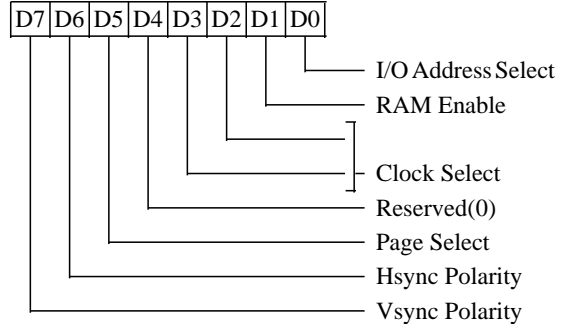 D7 D6 D5 D4 D3 D2 D1 D0
I/O Address Select
RAM Enable
Clock Select
Reserved(0)
Page Select
Hsync Polarity
Vsync Polarity